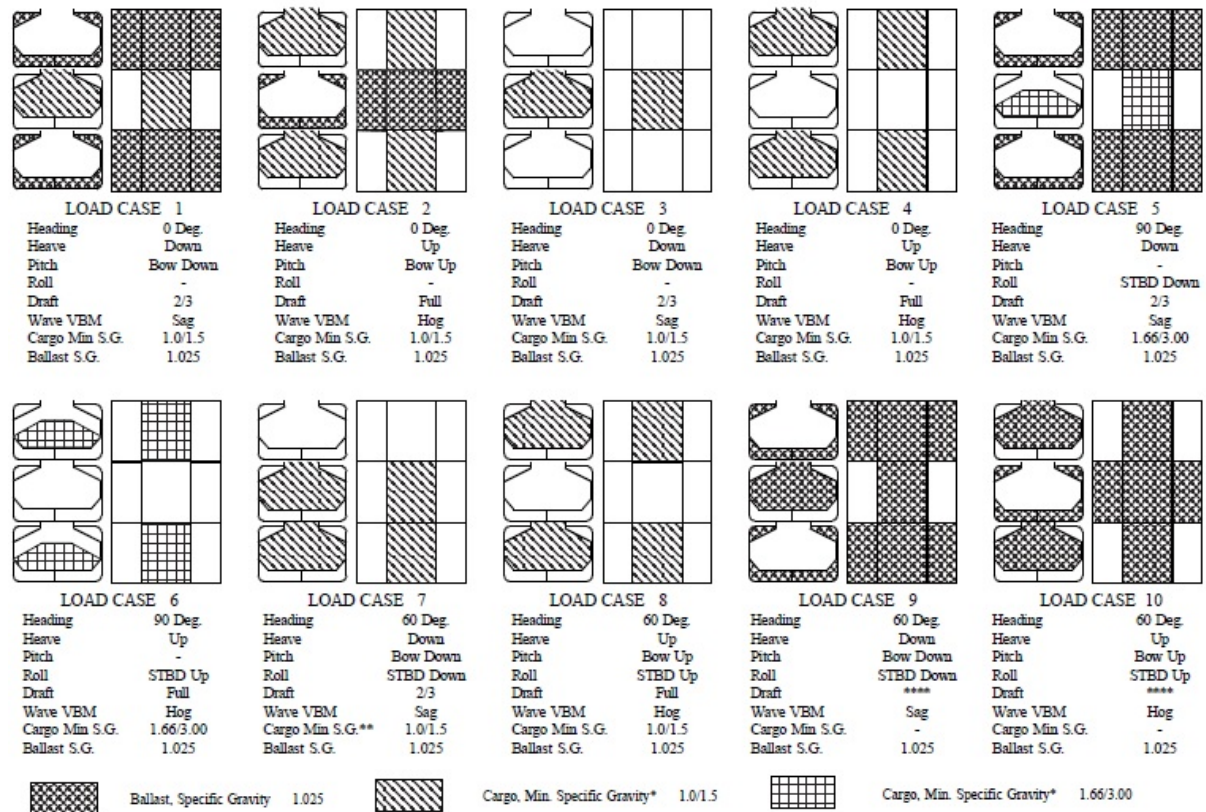 LOAD CASE 1
Heading 0 Deg.
Heave Down
Pitch Bow Down
Roll -
Draft 2/3
Wave VBM Sag
Cargo Min S.G. 1.0/1.5
Ballast S.G. 1.025
LOAD CASE 2
Heading 0 Deg.
Heave Up
Pitch Bow Up
Roll -
Draft Full
Wave VBM Hog
Cargo Min S.G. 1.0/1.5
Ballast S.G. 1.025
LOAD CASE 3
Heading 0 Deg.
Heave Down
Pitch Bow Down
Roll -
Draft 2/3
Wave VBM Sag
Cargo Min S.G. 1.0/1.5
Ballast S.G. 1.025
LOAD CASE 4
Heading 0 Deg.
Heave Up
Pitch Bow Up
Roll -
Draft Full
Wave VBM Hog
Cargo Min S.G. 1.0/1.5
Ballast S.G. 1.025
LOAD CASE 5
Heading 90 Deg.
Heave Down
Pitch -
Roll STBD Down
Draft 2/3
Wave VBM Sag
Cargo Min S.G. 1.66/3.00
Ballast S.G. 1.025
LOAD CASE 6
Heading 90 Deg.
Heave Up
Pitch -
Roll STBD Up
Draft Full
Wave VBM Hog
Cargo Min S.G. 1.66/3.00
Ballast S.G. 1.025
LOAD CASE 7
Heading 60 Deg.
Heave Down
Pitch Bow Down
Roll STBD Down
Draft 2/3
Wave VBM Sag
Cargo Min S.G.** 1.0/1.5
Ballast S.G. 1.025
LOAD CASE 8
Heading 60 Deg.
Heave Up
Pitch Bow Up
Roll STBD Up
Draft Full
Wave VBM Hog
Cargo Min S.G. 1.0/1.5
Ballast S.G. 1.025
LOAD CASE 9
Heading 60 Deg.
Heave Down
Pitch Bow Down
Roll STBD Down
Draft ****
Wave VBM Sag
Cargo Min S.G. -
Ballast S.G. 1.025
LOAD CASE 10
Heading 60 Deg.
Heave Up
Pitch Bow Up
Roll STBD Up
Draft ****
Wave VBM Hog
Cargo Min S.G. -
Ballast S.G. 1.025
Ballast, Specific Gravity 1.025
Cargo, Min. Specific Gravity* 1.0/1.5
Cargo, Min. Specific Gravity* 1.66/3.00